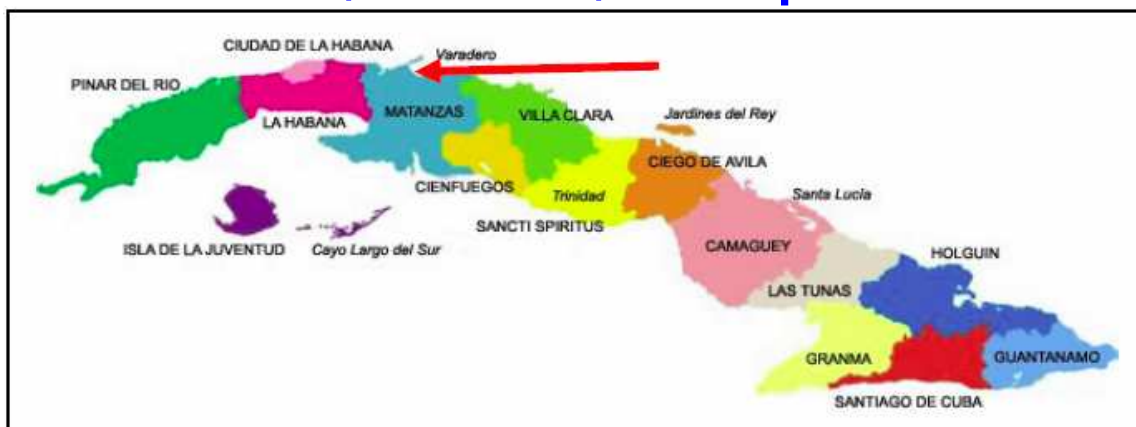 CIUDAD DE LA HABANA
Varadero
PINAR DEL RIO
LA HABANA
MATANZAS
VILLA CLARA
Jardines del Rey
CIEGO DE AVILA
CIENFUEGOS
Trinidad
Santa Lucia
SANCTI SPIRITUS
ISLA DE LA JUVENTUD
Cayo Largo del Sur
CAMAGUEY
HOLGUIN
LAS TUNAS
GRANMA
GUANTANAMO
SANTIAGO DE CUBA